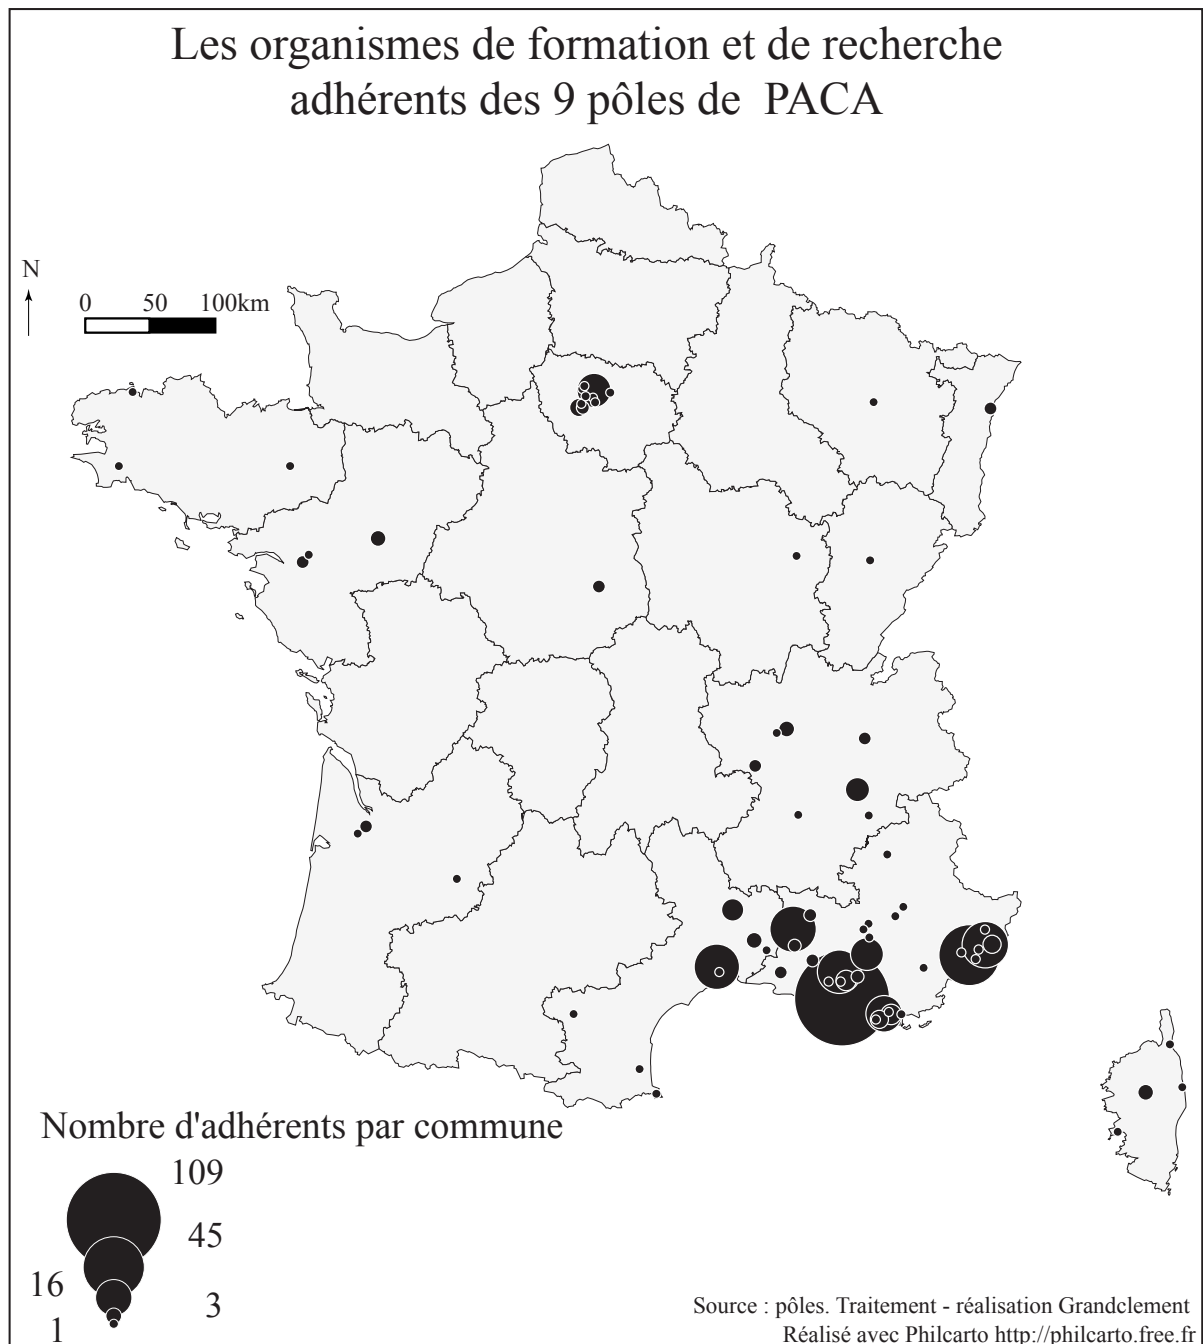 Les organismes de formation et de recherche
adhérents des 9 pôles de PACA
N
0 50 100km
Nombre d'adhérents par commune
109
45
16
3
1
Source : pôles. Traitement - réalisation Grandclement
Réalisé avec Philcarto http://philcarto.free.fr